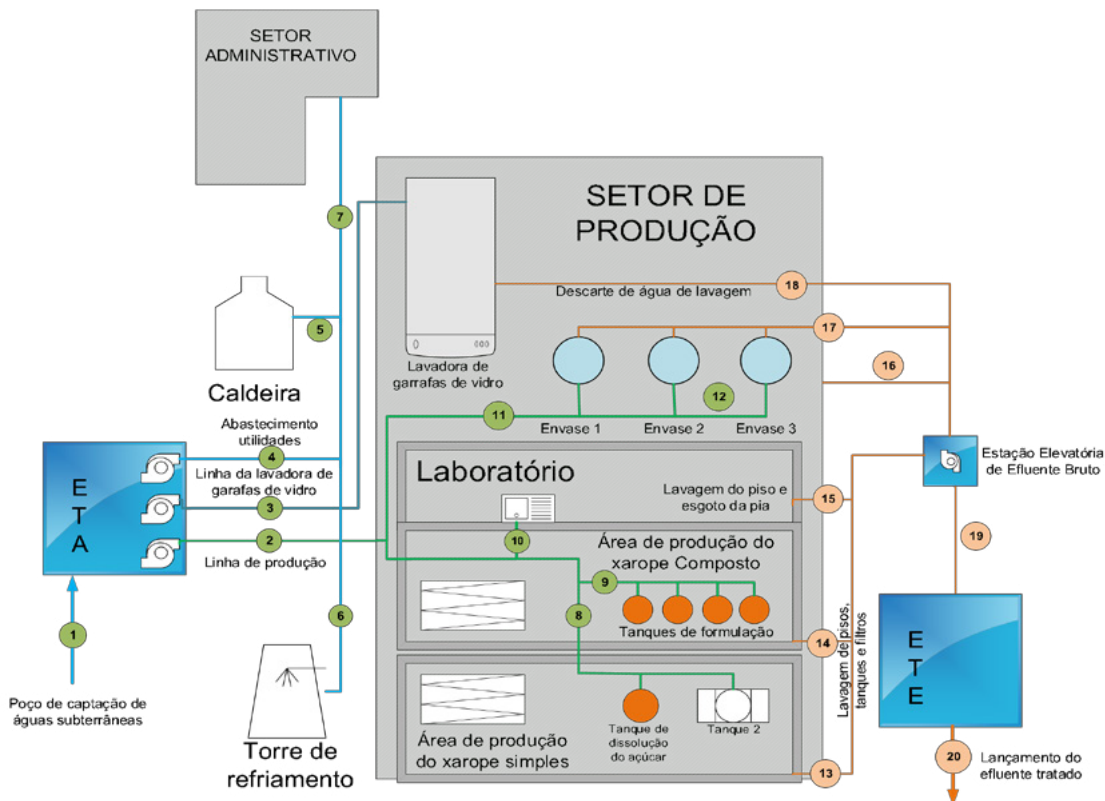 SETOR
ADMINISTRATIVO
7
SETOR DE
PRODUÇÃO
18
Descarte de água de lavagem
17
5
Lavadora de
garrafas de vidro
16
Caldeira
12
11
Envase 1
Envase 2
Envase 3
Abastecimento
utilidades
4
Linha da lavadora de
garafas de vidro
3
2
Linha de produção
ETA
Estação Elevatória
de Efluente Bruto
Laboratório
Lavagem do piso e
esgoto da pia
15
10
19
Área de produção do
xarope Composto
9
8
Tanques de formulação
14
Lavagem de pisos,
tanques e filtros
6
1
ETE
Poço de captação de
águas subterrâneas
Torre de
refriamento
Área de produção
do xarope simples
Tanque de
dissolução
do açúcar
Tanque 2
13
20
Lançamento do
efluente tratado